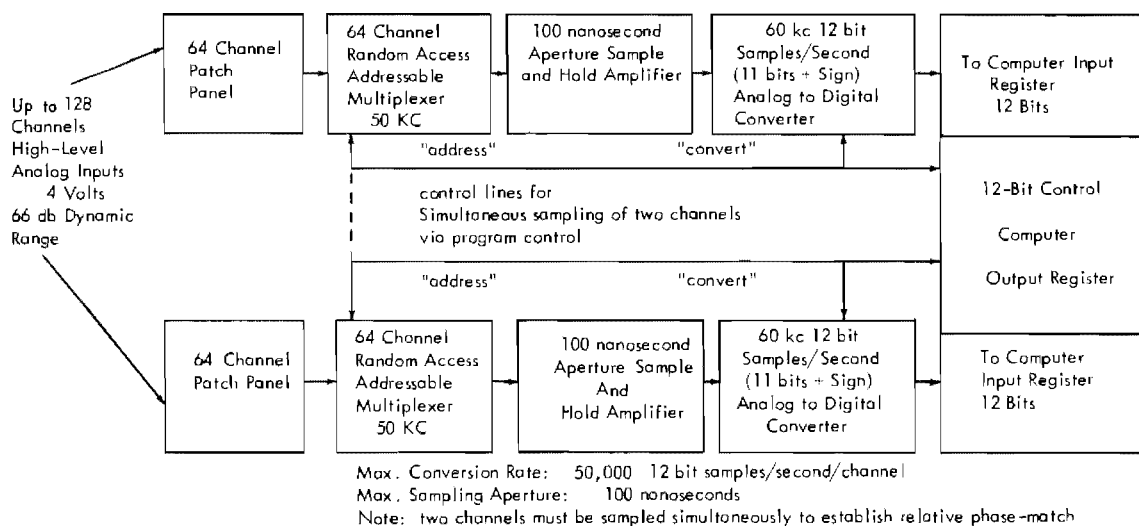 Up to 128
Channels
High-Level
Analog Inputs
4 Volts
66 db Dynamic
Range
64 Channel
Patch
Panel
64 Channel
Random Access
Addressable
Multiplexer
50 KC
100 nanosecond
Aperture Sample
and Hold Amplifier
60 kc 12 bit
Samples/Second
(11 bits + Sign)
Analog to Digital
Converter
To Computer Input
Register
12 Bits
"address"
"convert"
control lines for
Simultaneous sampling of two channels
via program control
12-Bit Control
Computer
Output Register
"address"
"convert"
64 Channel
Patch Panel
64 Channel
Random Access
Addressable
Multiplexer
50 KC
100 nanosecond
Aperture Sample
And
Hold Amplifier
60 kc 12 bit
Samples/Second
(11 bits + Sign)
Analog to Digital
Converter
To Computer
Input Register
12 Bits
Max. Conversion Rate: 50,000 12 bit samples/second/channel
Max. Sampling Aperture: 100 nonoseconds
Note: two channels must be sampled simultaneously to establish relative phase-match